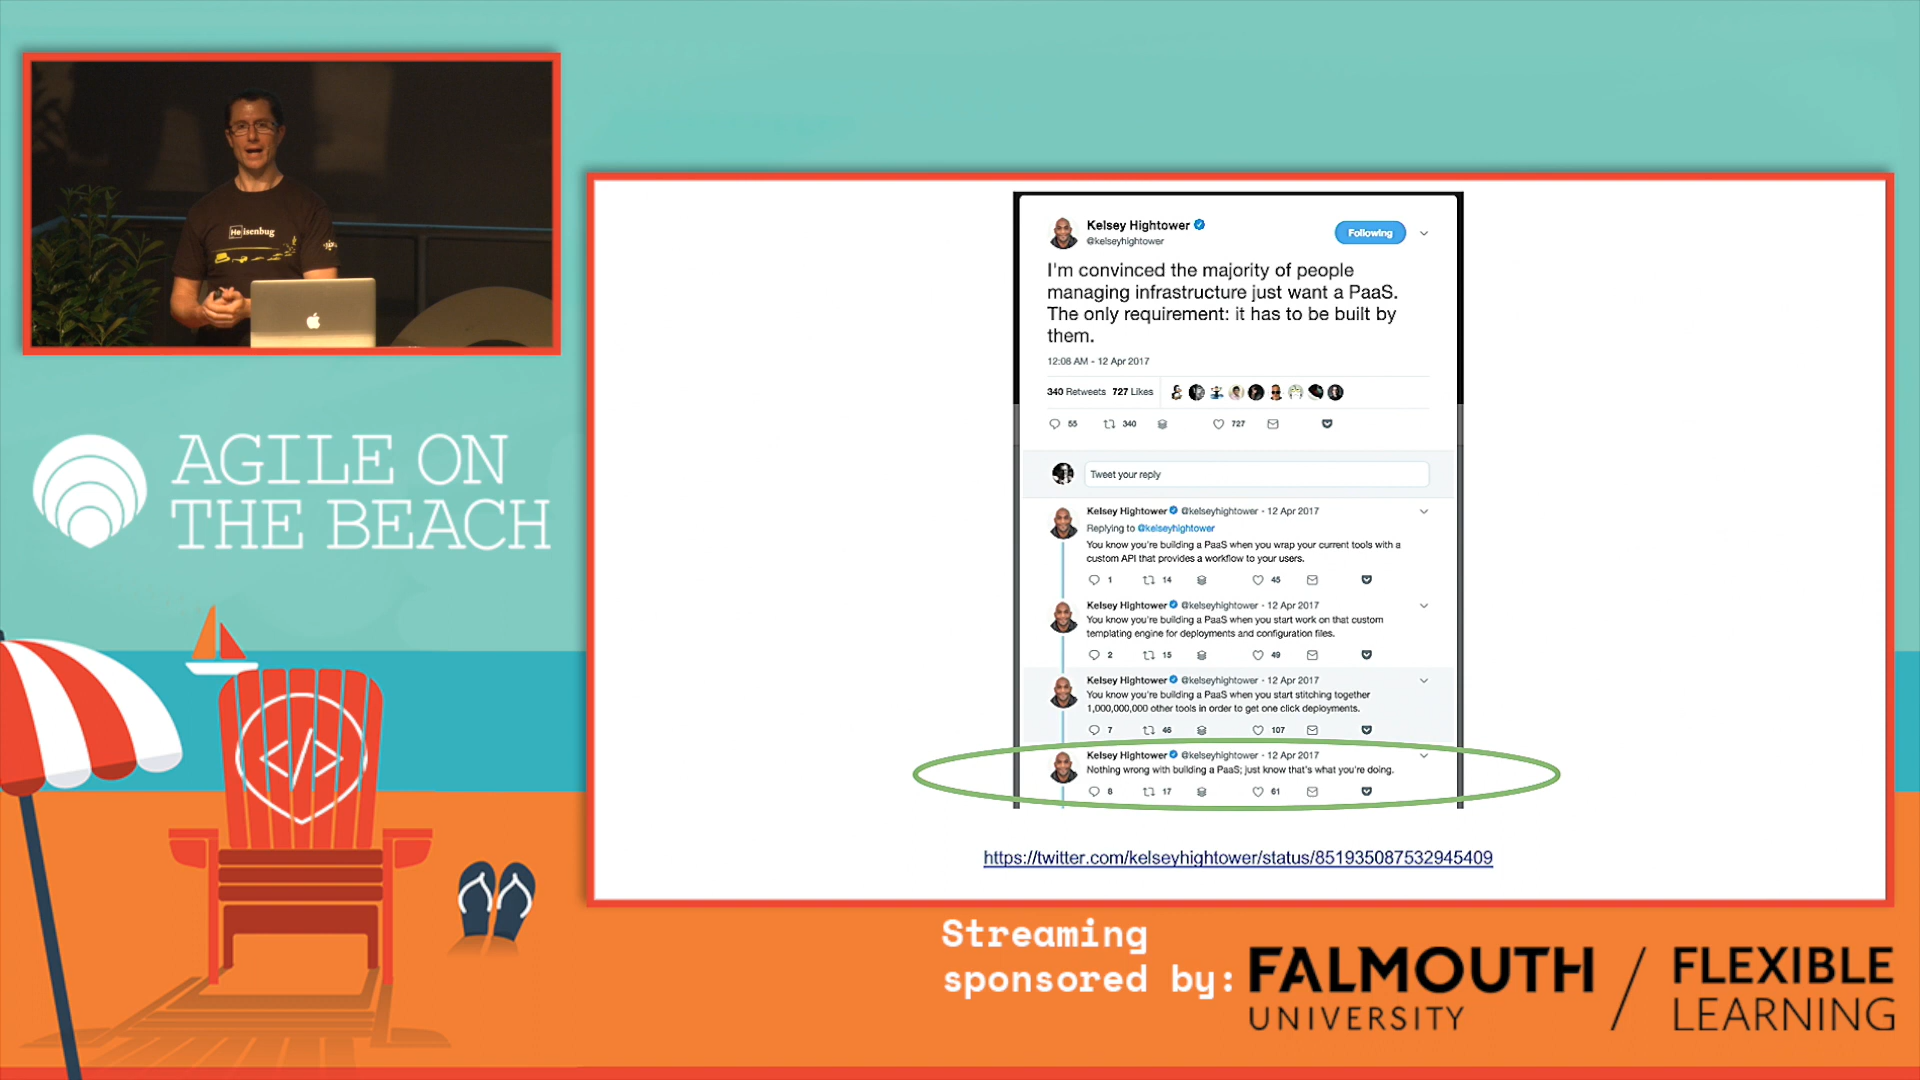 Heisenbug
AGILE ON
THE BEACH
</>
Kelsey Hightower
@kelseyhightower
Following
I'm convinced the majority of people
managing infrastructure just want a PaaS.
The only requirement: it has to be built by
them.
12:08 AM - 12 Apr 2017
340 Retweets 727 Likes
55 340 727
Tweet your reply
Kelsey Hightower @kelseyhightower · 12 Apr 2017
Replying to @kelseyhightower
You know you're building a PaaS when you wrap your current tools with a
custom API that provides a workflow to your users.
1 14 45
Kelsey Hightower @kelseyhightower · 12 Apr 2017
You know you're building a PaaS when you start work on that custom
templating engine for deployments and configuration files.
2 15 49
Kelsey Hightower @kelseyhightower · 12 Apr 2017
You know you're building a PaaS when you start stitching together
1,000,000,000 other tools in order to get one click deployments.
7 46 107
Kelsey Hightower @kelseyhightower · 12 Apr 2017
Nothing wrong with building a PaaS; just know that's what you're doing.
8 17 61
https://twitter.com/kelseyhightower/status/851935087532945409
Streaming
sponsored by:
FALMOUTH
UNIVERSITY
FLEXIBLE
LEARNING